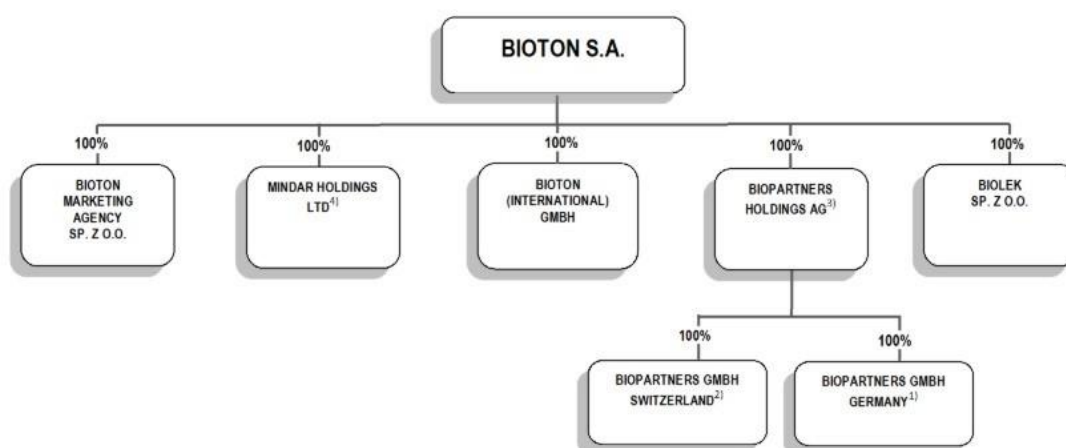 BIOTON S.A.
100%
100%
100%
100%
100%
BIOTON
MARKETING
AGENCY
SP. Z O.O.
MINDAR HOLDINGS
LTD4)
BIOTON
(INTERNATIONAL)
GMBH
BIOPARTNERS
HOLDINGS AG3)
BIOLEK
SP. Z O.O.
100%
100%
BIOPARTNERS GMBH
SWITZERLAND2)
BIOPARTNERS GMBH
GERMANY1)